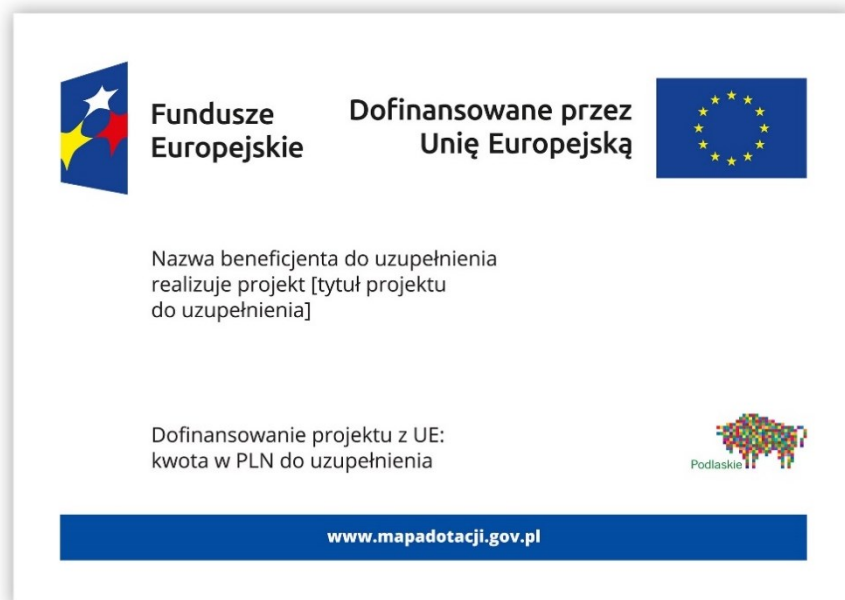 Fundusze
Europejskie
Dofinansowane przez
Unię Europejską
Nazwa beneficjenta do uzupełnienia
realizuje projekt [tytuł projektu
do uzupełnienia]
Dofinansowanie projektu z UE:
kwota w PLN do uzupełnienia
Podlaskie
www.mapadotacji.gov.pl